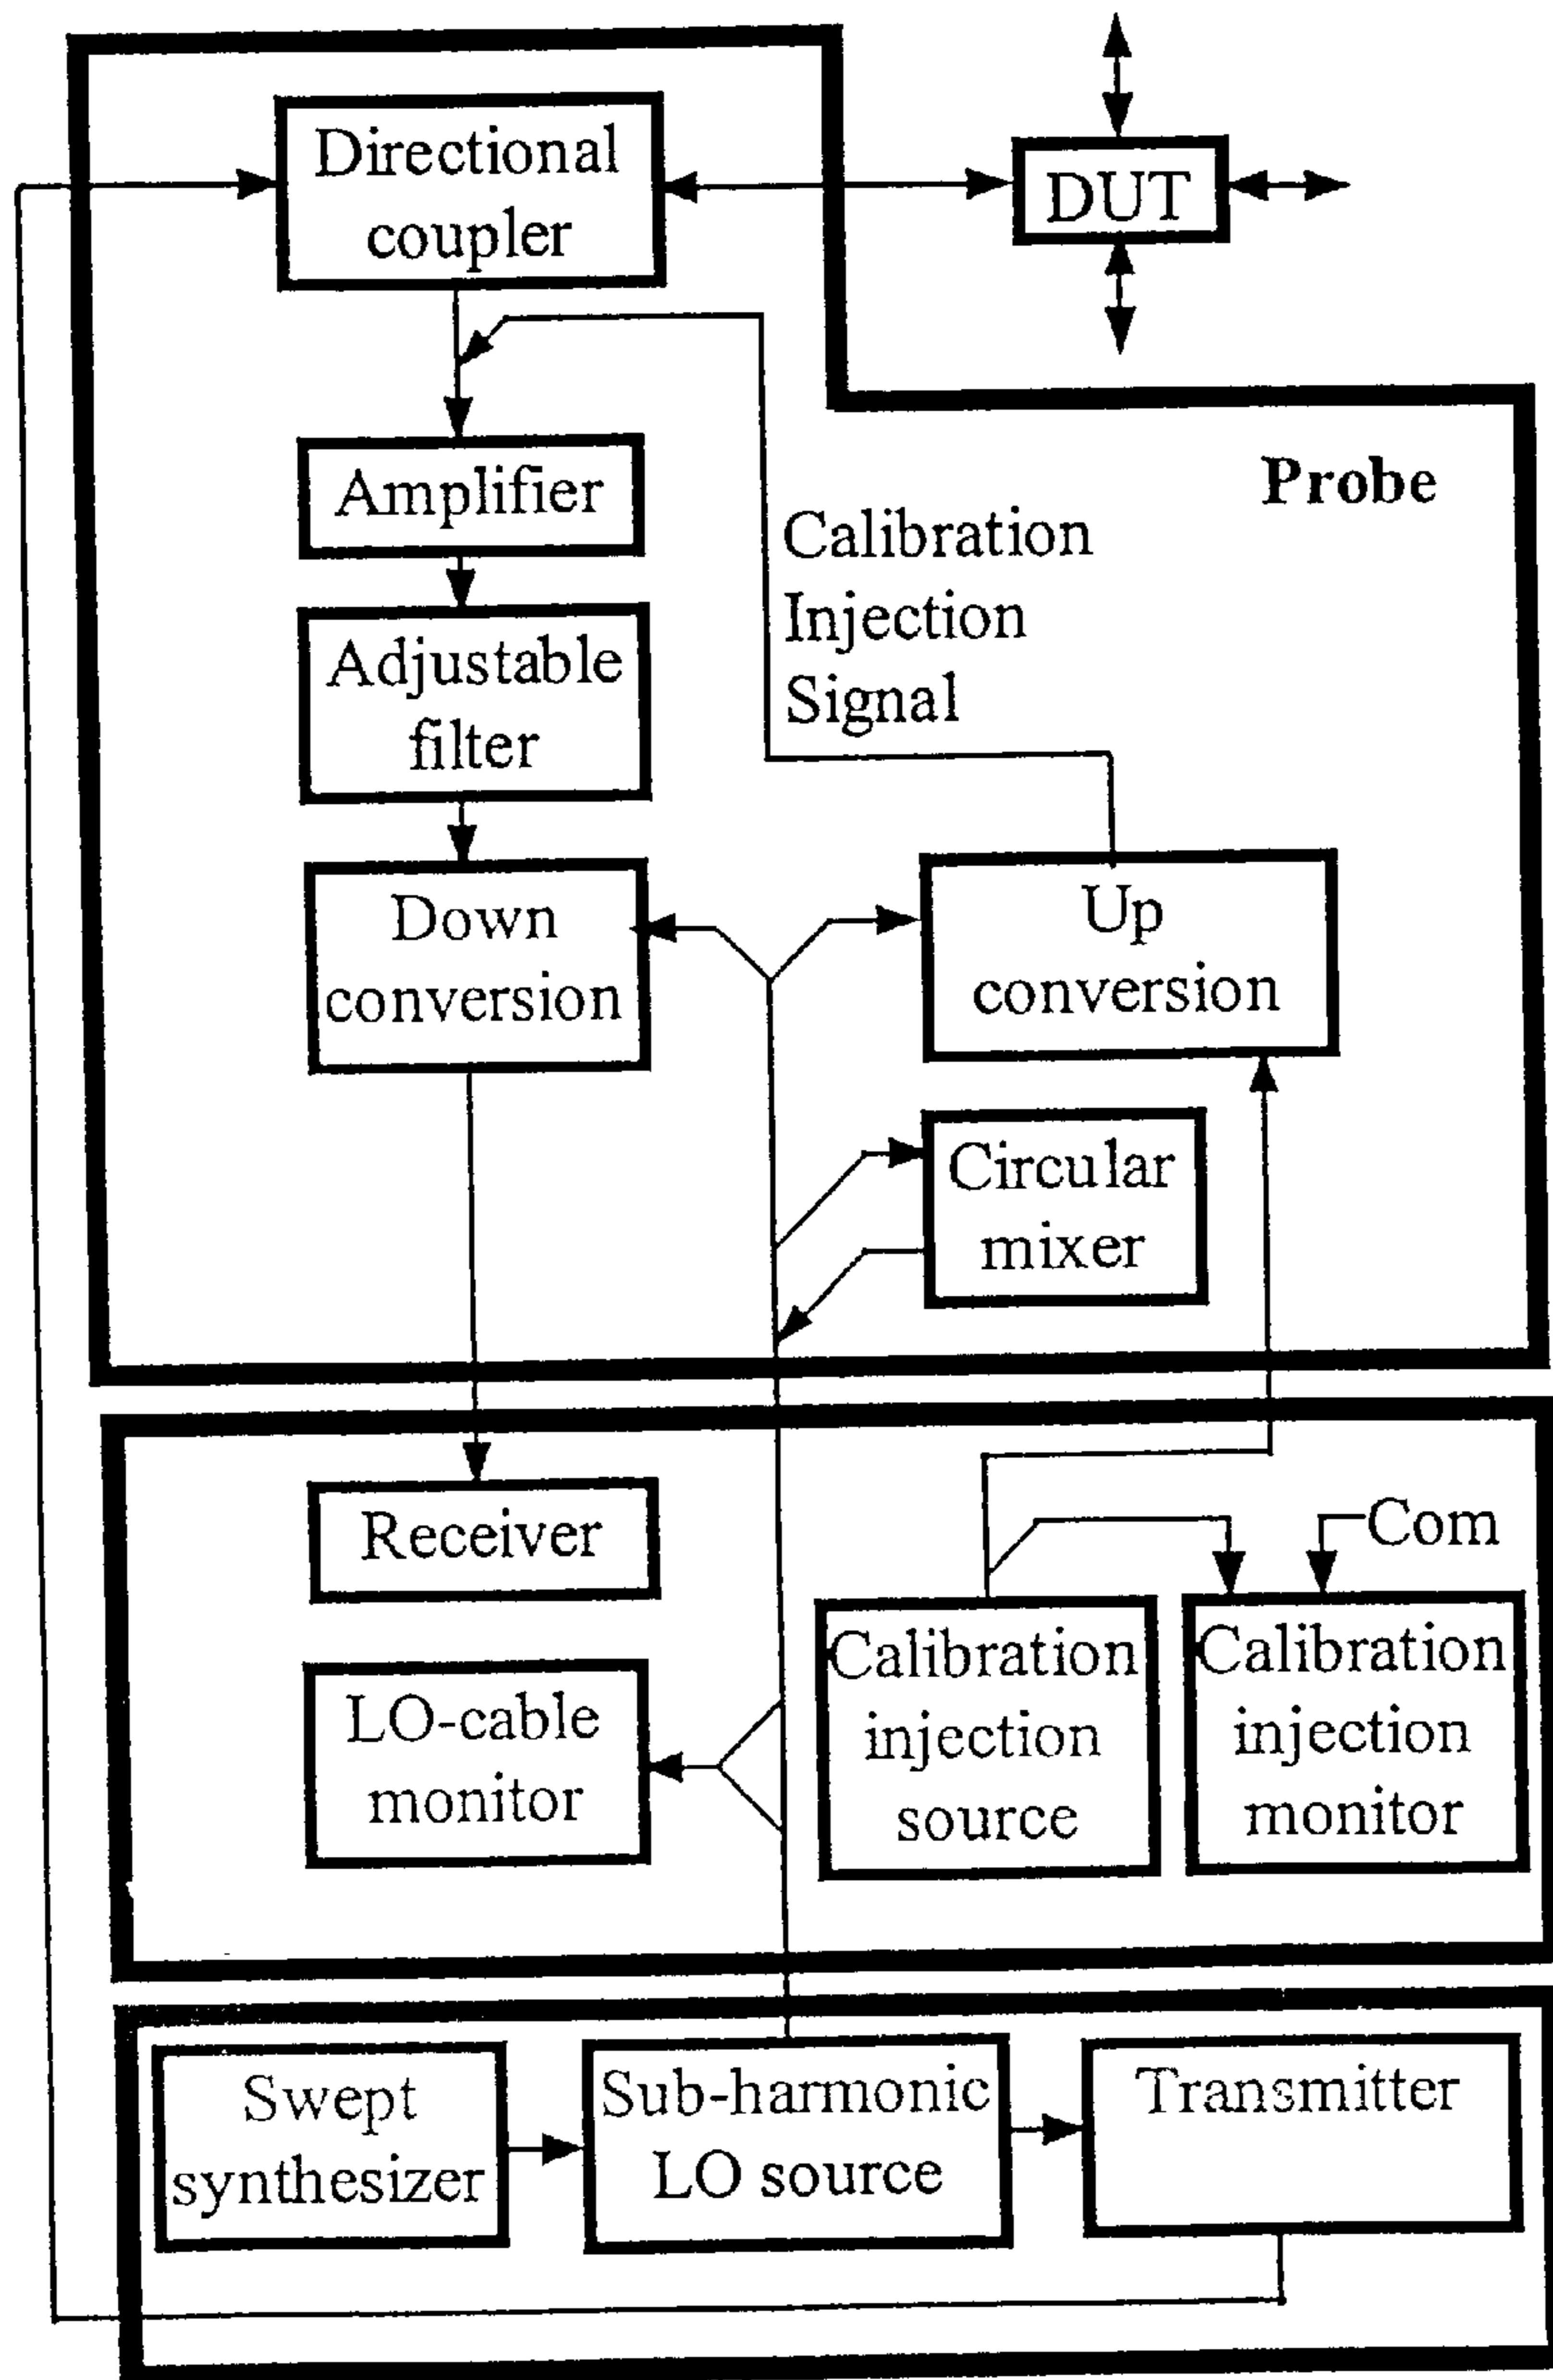 Directional
coupler
DUT
Amplifier
Probe
Calibration
Injection
Signal
Adjustable
filter
Down
conversion
Up
conversion
Circular
mixer
Receiver
Com
LO-cable
monitor
Calibration
injection
source
Calibration
injection
monitor
Swept
synthesizer
Sub-harmonic
LO source
Transmitter